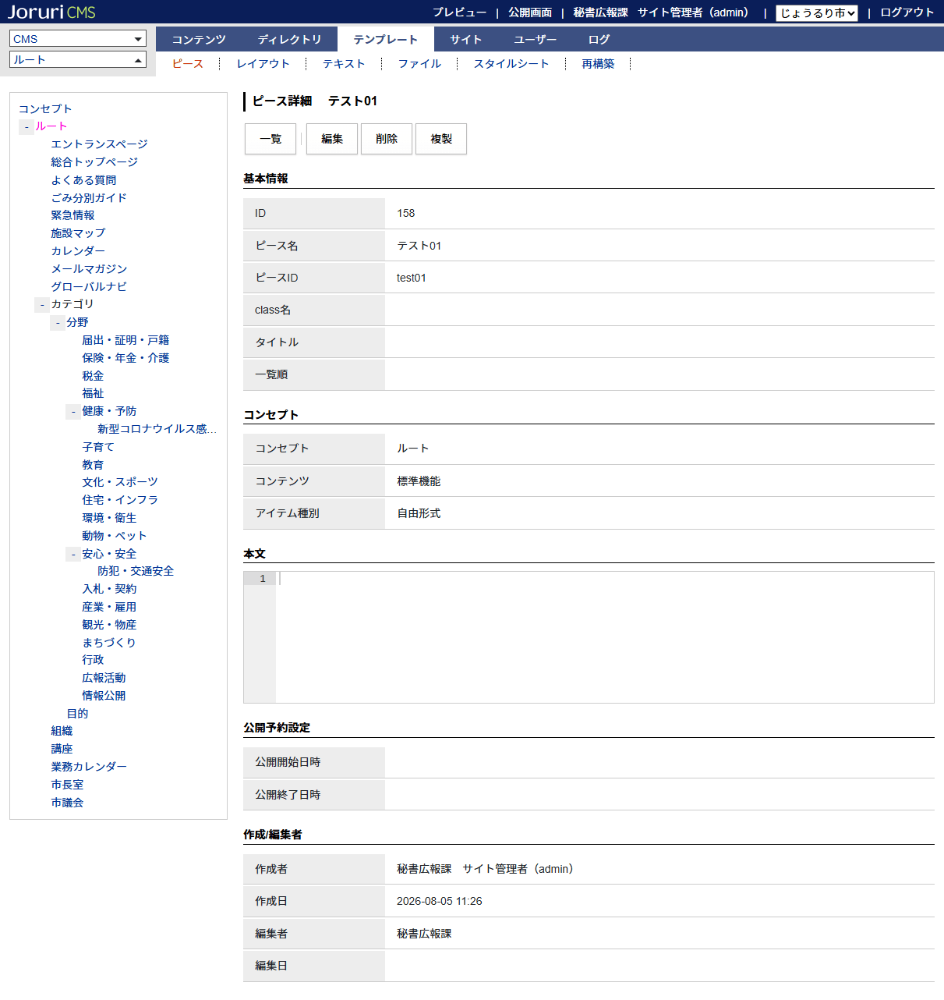 Joruri CMS
プレビュー | 公開画面 | 秘書広報課 サイト管理者（admin） | じょうるり市 | ログアウト
CMS
ルート
コンテンツ ディレクトリ テンプレート サイト ユーザー ログ
ピース レイアウト テキスト ファイル スタイルシート 再構築
コンセプト
- ルート
エントランスページ
総合トップページ
よくある質問
ごみ分別ガイド
緊急情報
施設マップ
カレンダー
メールマガジン
グローバルナビ
- カテゴリ
- 分野
届出・証明・戸籍
保険・年金・介護
税金
福祉
- 健康・予防
新型コロナウイルス感…
子育て
教育
文化・スポーツ
住宅・インフラ
環境・衛生
動物・ペット
- 安心・安全
防犯・交通安全
入札・契約
産業・雇用
観光・物産
まちづくり
行政
広報活動
情報公開
目的
組織
講座
業務カレンダー
市長室
市議会
ピース詳細 テスト01
一覧 編集 削除 複製
基本情報
ID 158
ピース名 テスト01
ピースID test01
class名
タイトル
一覧順
コンセプト
コンセプト ルート
コンテンツ 標準機能
アイテム種別 自由形式
本文
1
公開予約設定
公開開始日時
公開終了日時
作成/編集者
作成者 秘書広報課 サイト管理者（admin）
作成日 2026-08-05 11:26
編集者 秘書広報課
編集日